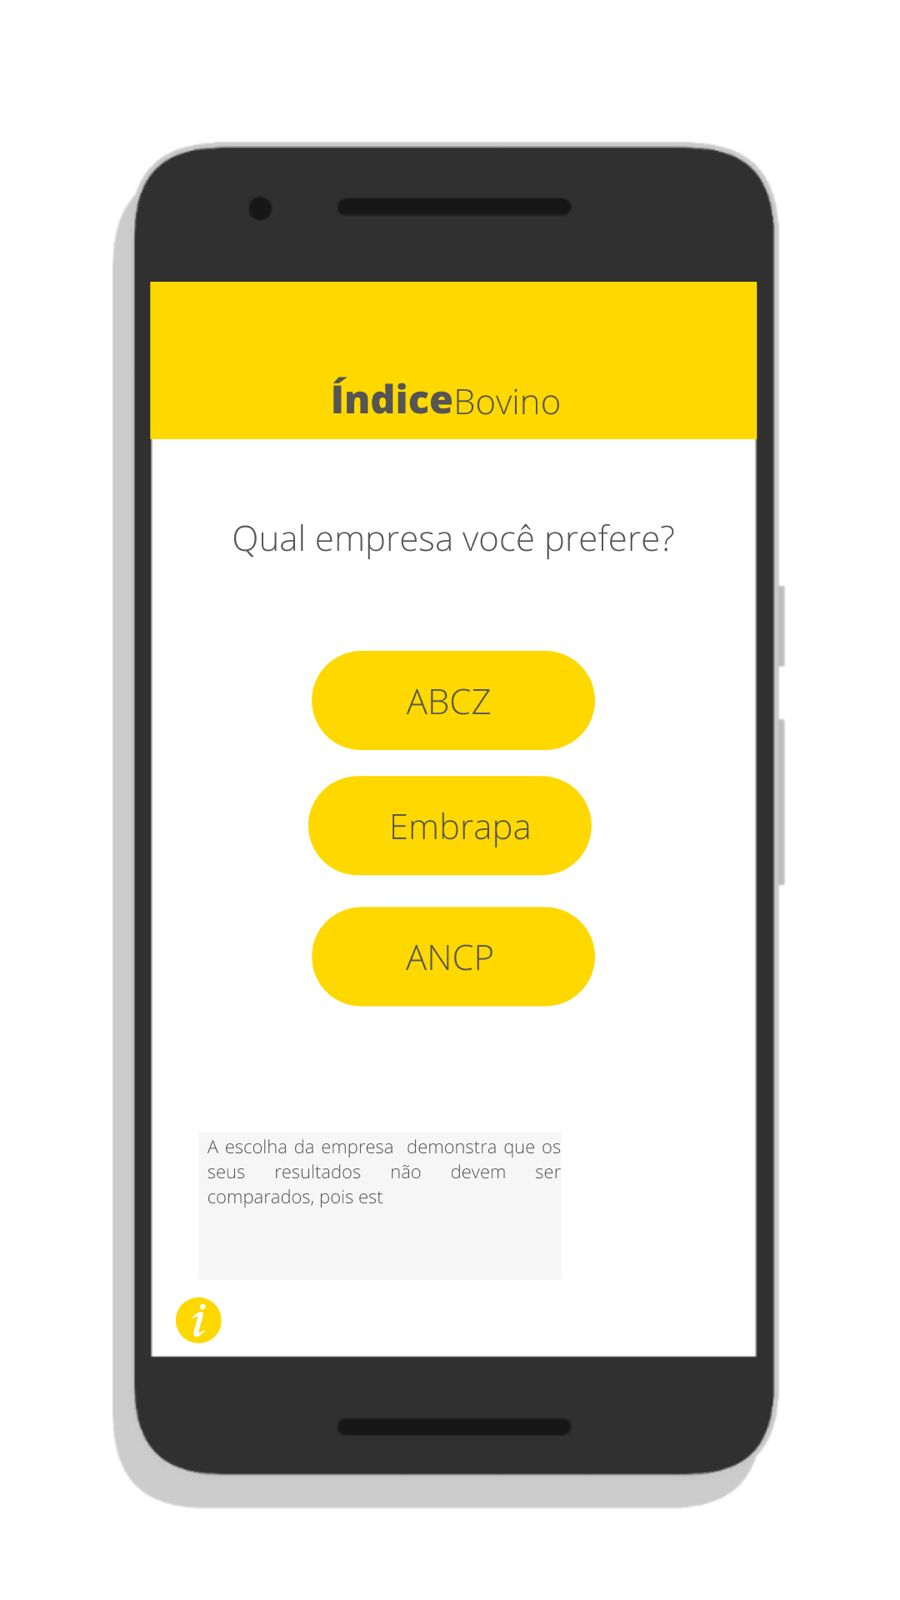 ÍndiceBovino
Qual empresa você prefere?
ABCZ
Embrapa
ANCP
A escolha da empresa demonstra que os
seus resultados não devem ser
comparados, pois est
i